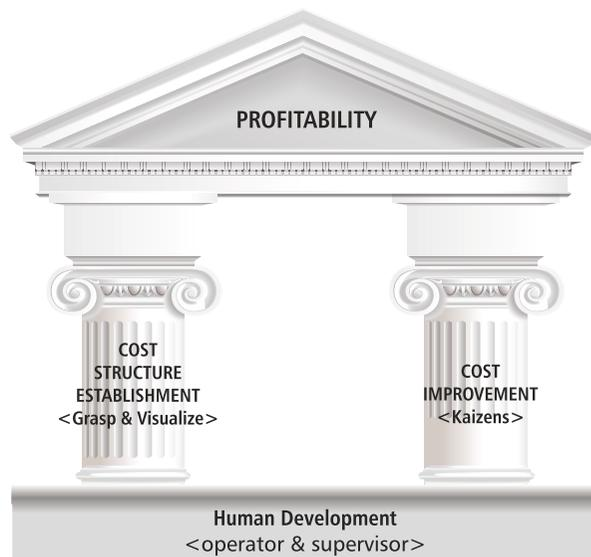 PROFITABILITY
COST
STRUCTURE
ESTABLISHMENT
<Grasp & Visualize>
COST
IMPROVEMENT
<Kaizens>
Human Development
<operator & supervisor>